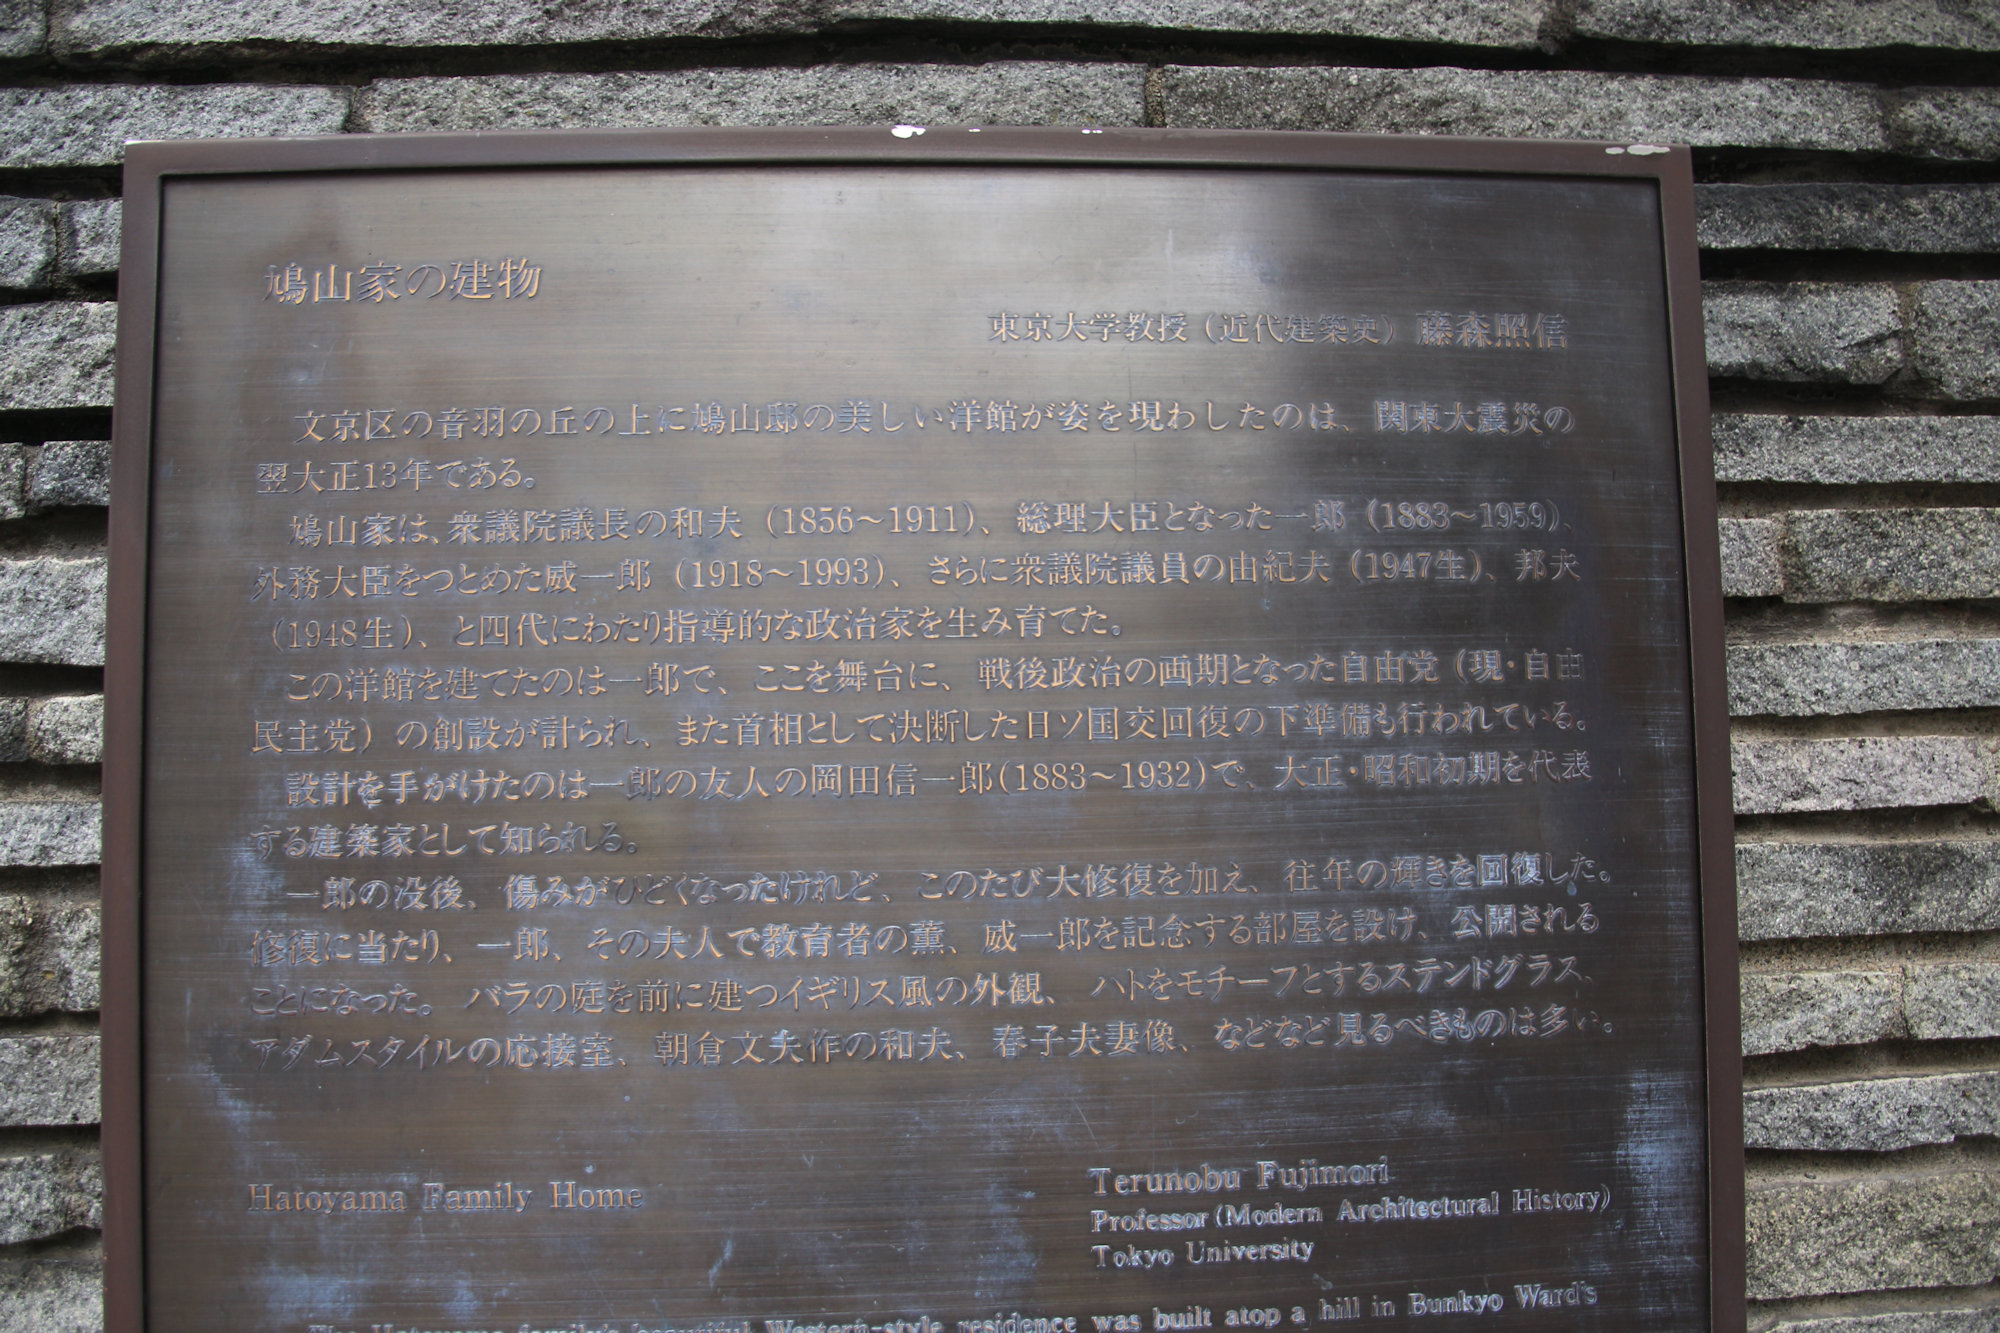 鳩山家の建物
東京大学教授（近代建築史）藤森照信
文京区の音羽の丘の上に鳩山邸の美しい洋館が姿を現わしたのは、関東大震災の
翌大正13年である。
鳩山家は、衆議院議長の和夫（1856～1911）、総理大臣となった一郎（1883～1959）、
外務大臣をつとめた威一郎（1918～1993）、さらに衆議院議員の由紀夫（1947生）、邦夫
（1948生）、と四代にわたり指導的な政治家を生み育てた。
この洋館を建てたのは一郎で、ここを舞台に、戦後政治の画期となった自由党（現・自由
民主党）の創設が計られ、また首相として決断した日ソ国交回復の下準備も行われている。
設計を手がけたのは一郎の友人の岡田信一郎(1883～1932)で、大正・昭和初期を代表
する建築家として知られる。
一郎の没後、傷みがひどくなったけれど、このたび大修復を加え、往年の輝きを回復した。
修復に当たり、一郎、その夫人で教育者の薫、威一郎を記念する部屋を設け、公開される
ことになった。バラの庭を前に建つイギリス風の外観、ハトをモチーフとするステンドグラス、
アダムスタイルの応接室、朝倉文夫作の和夫、春子夫妻像、などなど見るべきものは多い。
Hatoyama Family Home
Terunobu Fujimori
Professor (Modern Architectural History)
Tokyo University
The Hatoyama family's beautiful Western-style residence was built atop a hill in Bunkyo Ward's